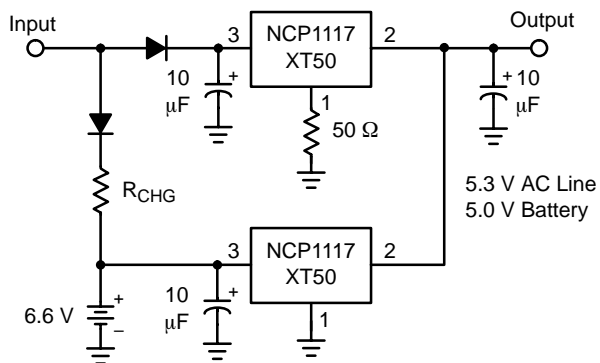 Input
Output
3
NCP1117
XT50
2
10
µF
+
1
50 Ω
+
10
µF
5.3 V AC Line
5.0 V Battery
RCHG
3
NCP1117
XT50
2
6.6 V
+
−
10
µF
+
1